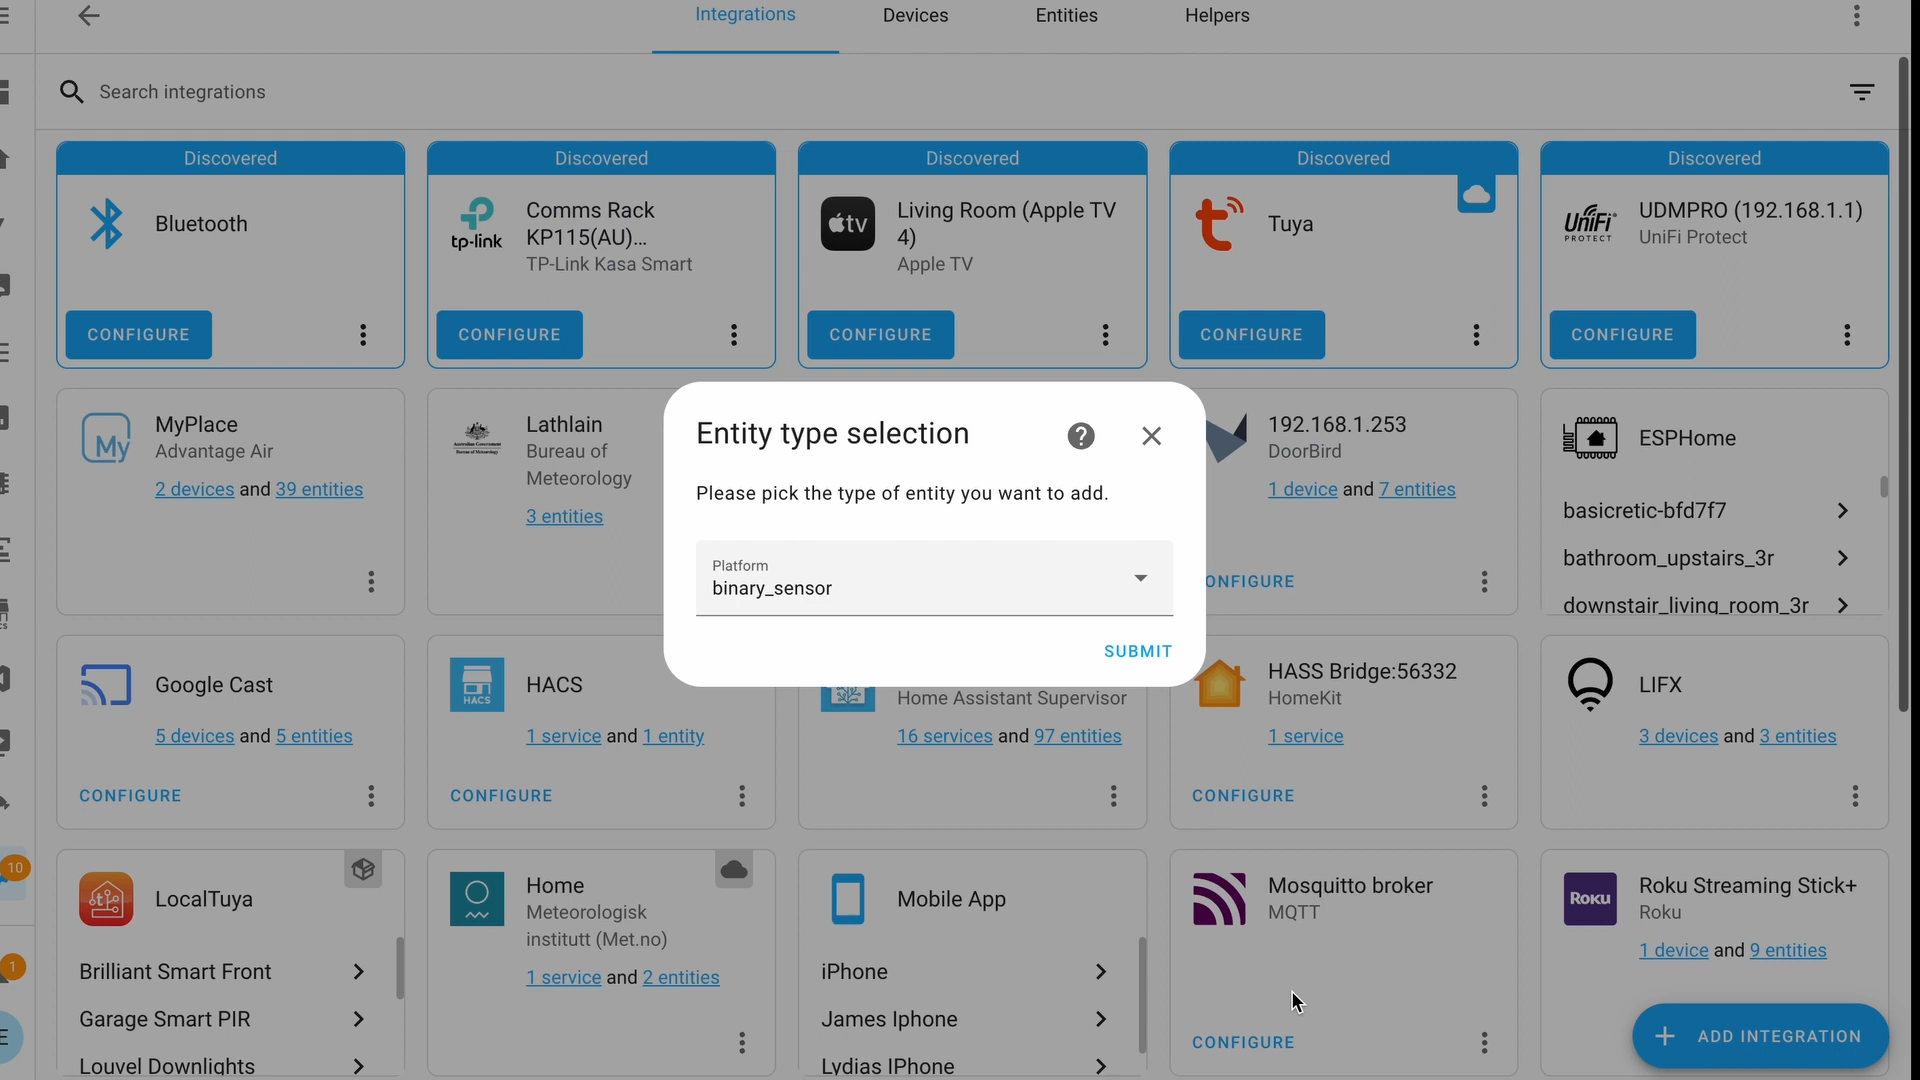 Integrations
Devices
Entities
Helpers
Search integrations
Discovered
Bluetooth
CONFIGURE
Discovered
tp-link
Comms Rack
KP115(AU)...
TP-Link Kasa Smart
CONFIGURE
Discovered
tv
Living Room (Apple TV
4)
Apple TV
CONFIGURE
Discovered
Tuya
CONFIGURE
Discovered
UniFi
PROTECT
UDMPRO (192.168.1.1)
UniFi Protect
CONFIGURE
My
MyPlace
Advantage Air
2 devices and 39 entities
Lathlain
Bureau of
Meteorology
3 entities
Entity type selection
Please pick the type of entity you want to add.
Platform
binary_sensor
SUBMIT
192.168.1.253
DoorBird
1 device and 7 entities
ONFIGURE
ESPHome
basicretic-bfd7f7
bathroom_upstairs_3r
downstair_living_room_3r
Google Cast
5 devices and 5 entities
CONFIGURE
HACS
HACS
1 service and 1 entity
CONFIGURE
Home Assistant Supervisor
16 services and 97 entities
HASS Bridge:56332
HomeKit
1 service
CONFIGURE
LIFX
3 devices and 3 entities
10
1
E
LocalTuya
Brilliant Smart Front
Garage Smart PIR
Louvel Downlights
Home
Meteorologisk
institutt (Met.no)
1 service and 2 entities
Mobile App
iPhone
James Iphone
Lydias IPhone
Mosquitto broker
MQTT
CONFIGURE
ROKU
Roku Streaming Stick+
Roku
1 device and 9 entities
ADD INTEGRATION